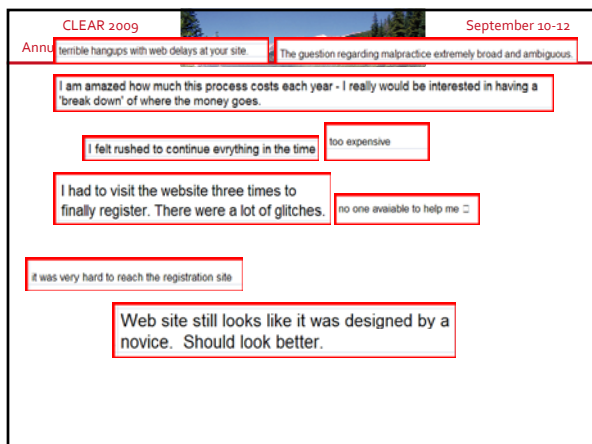 CLEAR 2009
September 10-12
Annu
terrible hangups with web delays at your site.
The guestion regarding malpractice extremely broad and ambiguous.
I am amazed how much this process costs each year - I really would be interested in having a
'break down' of where the money goes.
I felt rushed to continue evrything in the time
too expensive
I had to visit the website three times to
finally register. There were a lot of glitches.
no one avaiable to help me □
it was very hard to reach the registration site
Web site still looks like it was designed by a
novice.  Should look better.